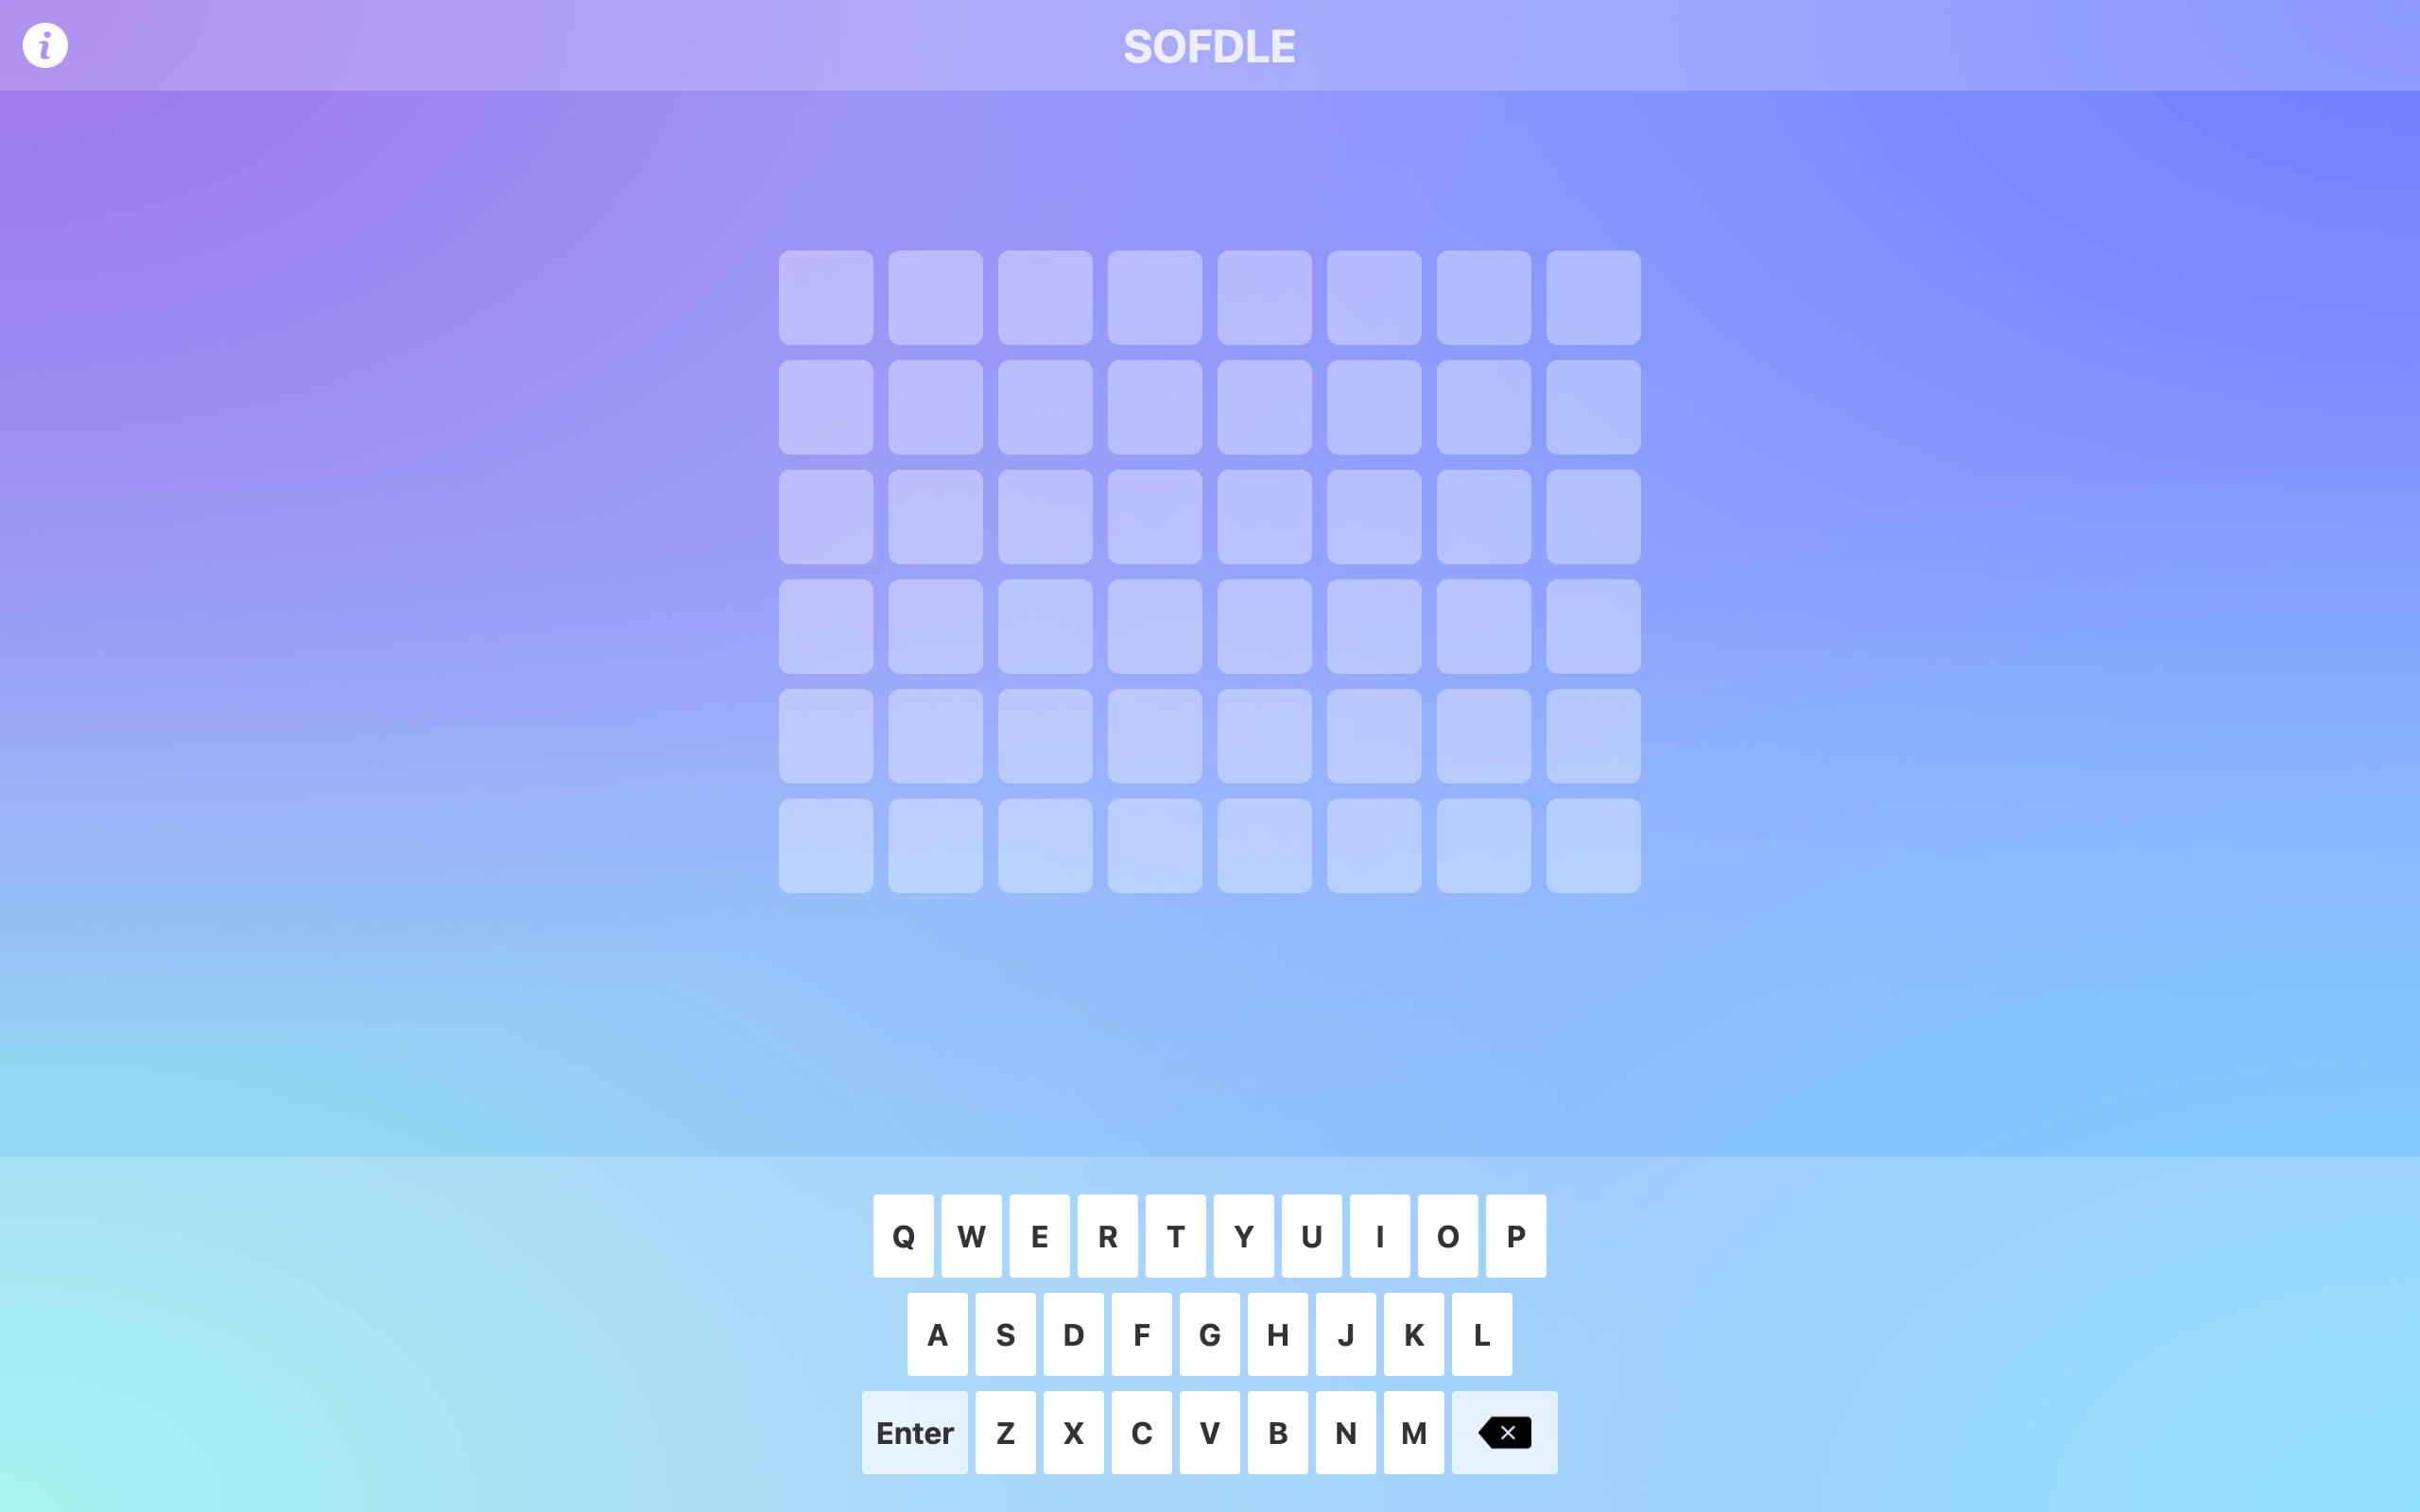 i
SOFDLE
Q W E R T Y U I O P
A S D F G H J K L
Enter Z X C V B N M